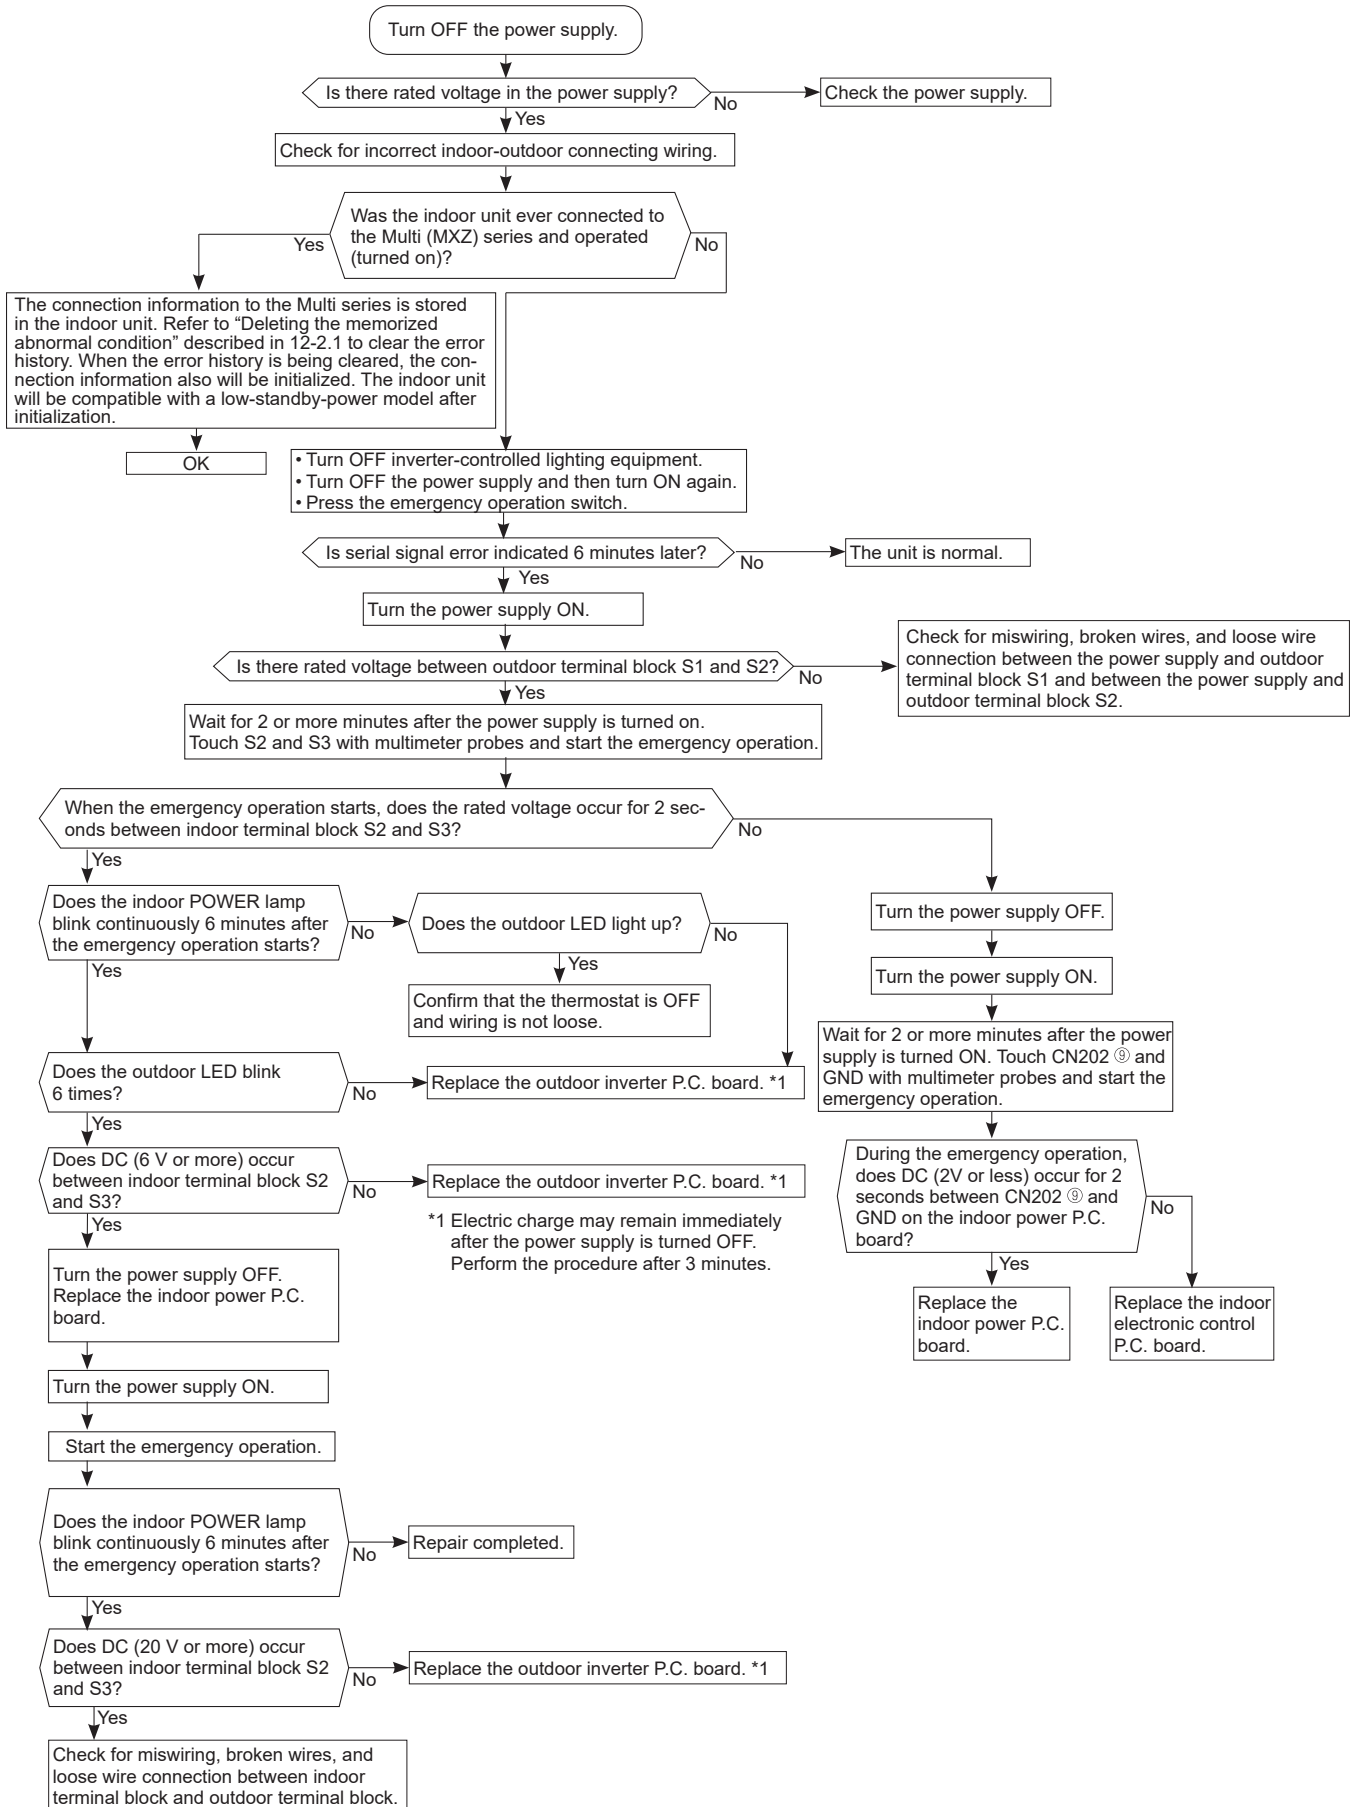 Turn OFF the power supply.
Is there rated voltage in the power supply?
No
Check the power supply.
Yes
Check for incorrect indoor-outdoor connecting wiring.
Was the indoor unit ever connected to
the Multi (MXZ) series and operated
(turned on)?
Yes
No
The connection information to the Multi series is stored
in the indoor unit. Refer to “Deleting the memorized
abnormal condition” described in 12-2.1 to clear the error
history. When the error history is being cleared, the con-
nection information also will be initialized. The indoor unit
will be compatible with a low-standby-power model after
initialization.
OK
• Turn OFF inverter-controlled lighting equipment.
• Turn OFF the power supply and then turn ON again.
• Press the emergency operation switch.
Is serial signal error indicated 6 minutes later?
No
The unit is normal.
Yes
Turn the power supply ON.
Is there rated voltage between outdoor terminal block S1 and S2?
No
Check for miswiring, broken wires, and loose wire
connection between the power supply and outdoor
terminal block S1 and between the power supply and
outdoor terminal block S2.
Yes
Wait for 2 or more minutes after the power supply is turned on.
Touch S2 and S3 with multimeter probes and start the emergency operation.
When the emergency operation starts, does the rated voltage occur for 2 sec-
onds between indoor terminal block S2 and S3?
No
Yes
Does the indoor POWER lamp
blink continuously 6 minutes after
the emergency operation starts?
No
Does the outdoor LED light up?
No
Yes
Confirm that the thermostat is OFF
and wiring is not loose.
Yes
Does the outdoor LED blink
6 times?
No
Replace the outdoor inverter P.C. board. *1
Yes
Does DC (6 V or more) occur
between indoor terminal block S2
and S3?
No
Replace the outdoor inverter P.C. board. *1
*1 Electric charge may remain immediately
after the power supply is turned OFF.
Perform the procedure after 3 minutes.
Yes
Turn the power supply OFF.
Replace the indoor power P.C.
board.
Turn the power supply ON.
Start the emergency operation.
Does the indoor POWER lamp
blink continuously 6 minutes after
the emergency operation starts?
No
Repair completed.
Yes
Does DC (20 V or more) occur
between indoor terminal block S2
and S3?
No
Replace the outdoor inverter P.C. board. *1
Yes
Check for miswiring, broken wires, and
loose wire connection between indoor
terminal block and outdoor terminal block.
Turn the power supply OFF.
Turn the power supply ON.
Wait for 2 or more minutes after the power
supply is turned ON. Touch CN202 ⑨ and
GND with multimeter probes and start the
emergency operation.
During the emergency operation,
does DC (2V or less) occur for 2
seconds between CN202 ⑨ and
GND on the indoor power P.C.
board?
No
Yes
Replace the
indoor power P.C.
board.
Replace the indoor
electronic control
P.C. board.